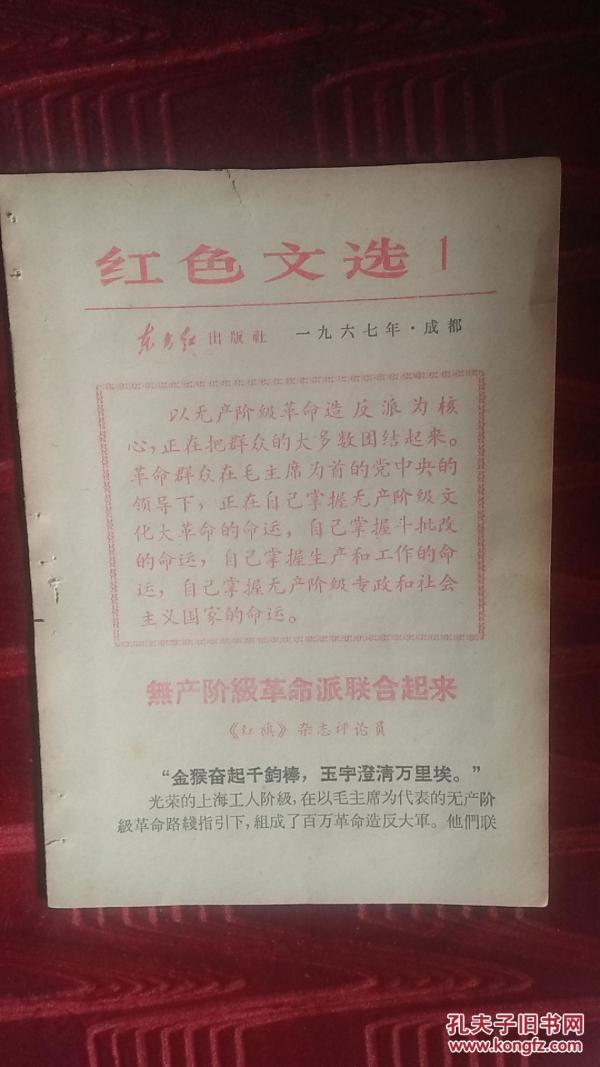 红色文选 1
东方红 出版社 一九六七年·成都
以无产阶级革命造反派为核
心，正在把群众的大多数团结起来。
革命群众在毛主席为首的党中央的
领导下，正在自己掌握无产阶级文
化大革命的命运，自己掌握斗批改
的命运，自己掌握生产和工作的命
运，自己掌握无产阶级专政和社会
主义国家的命运。
無产阶級革命派联合起来
《红旗》杂志评论員
“金猴奋起千鈞棒，玉宇澄清万里埃。”
光荣的上海工人阶級，在以毛主席为代表的无产阶
級革命路綫指引下，組成了百万革命造反大軍。他們联
孔夫子旧书网
www.kongfz.com